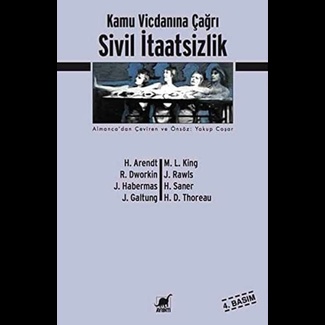 Kamu Vicdanına Çağrı
Sivil İtaatsizlik
Almanca'dan Çeviren ve Önsöz: Yakup Coşar
H. Arendt M. L. King
R. Dworkin J. Rawls
J. Habermas H. Saner
J. Galtung H. D. Thoreau
4. BASIM
AYRINTI